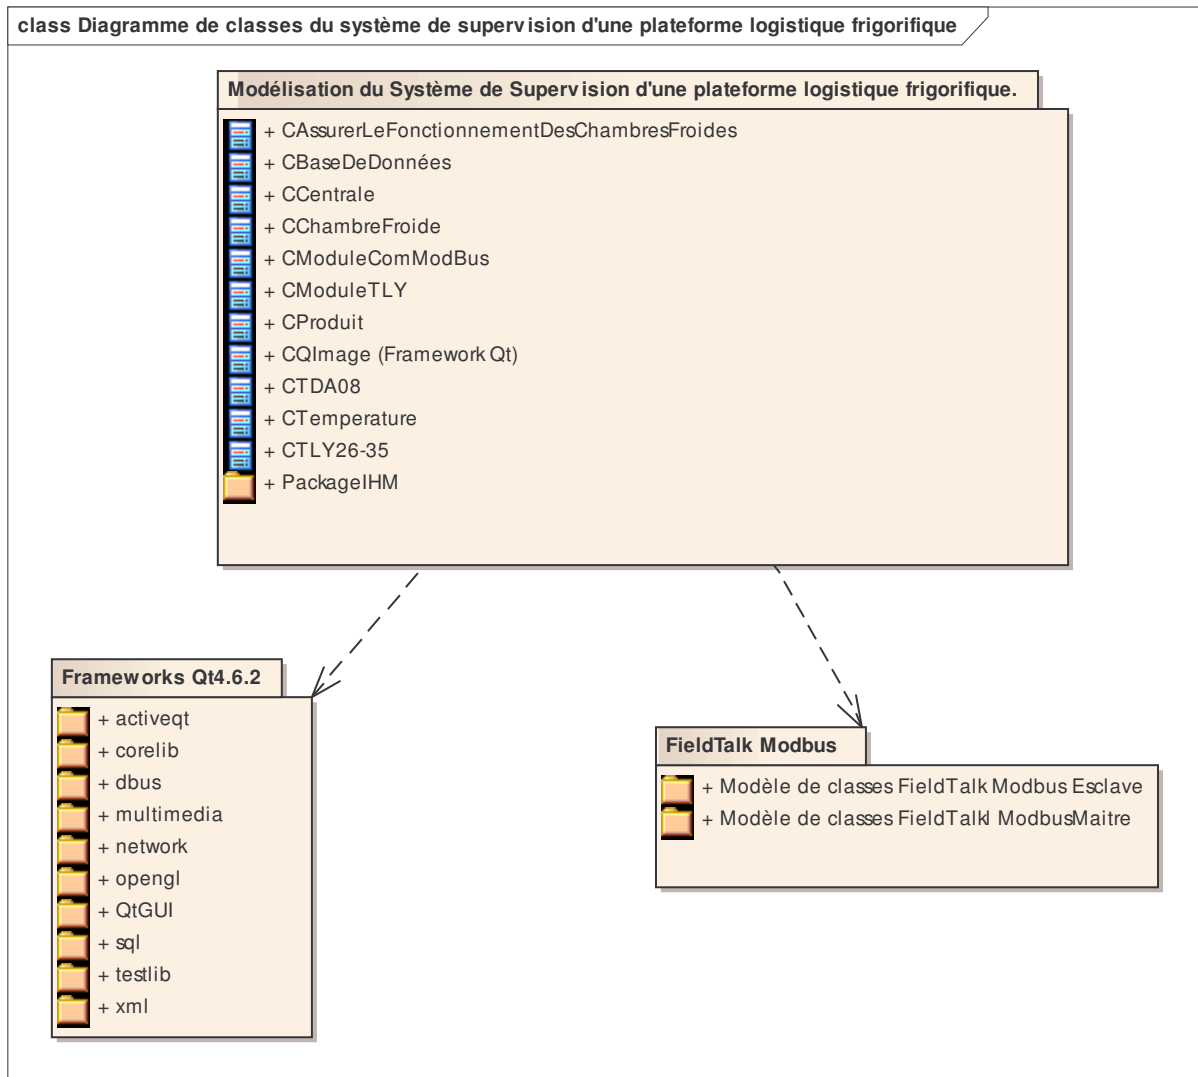 class Diagramme de classes du système de supervision d'une plateforme logistique frigorifique
Modélisation du Système de Supervision d'une plateforme logistique frigorifique.
+ CAssurerLeFonctionnementDesChambresFroides
+ CBaseDeDonnées
+ CCentrale
+ CChambreFroide
+ CModuleComModBus
+ CModuleTLY
+ CProduit
+ CQImage (Framework Qt)
+ CTDA08
+ CTemperature
+ CTLY26-35
+ PackageIHM
Frameworks Qt4.6.2
+ activeqt
+ corelib
+ dbus
+ multimedia
+ network
+ opengl
+ QtGUI
+ sql
+ testlib
+ xml
FieldTalk Modbus
+ Modèle de classes FieldTalk Modbus Esclave
+ Modèle de classes FieldTalkl ModbusMaitre